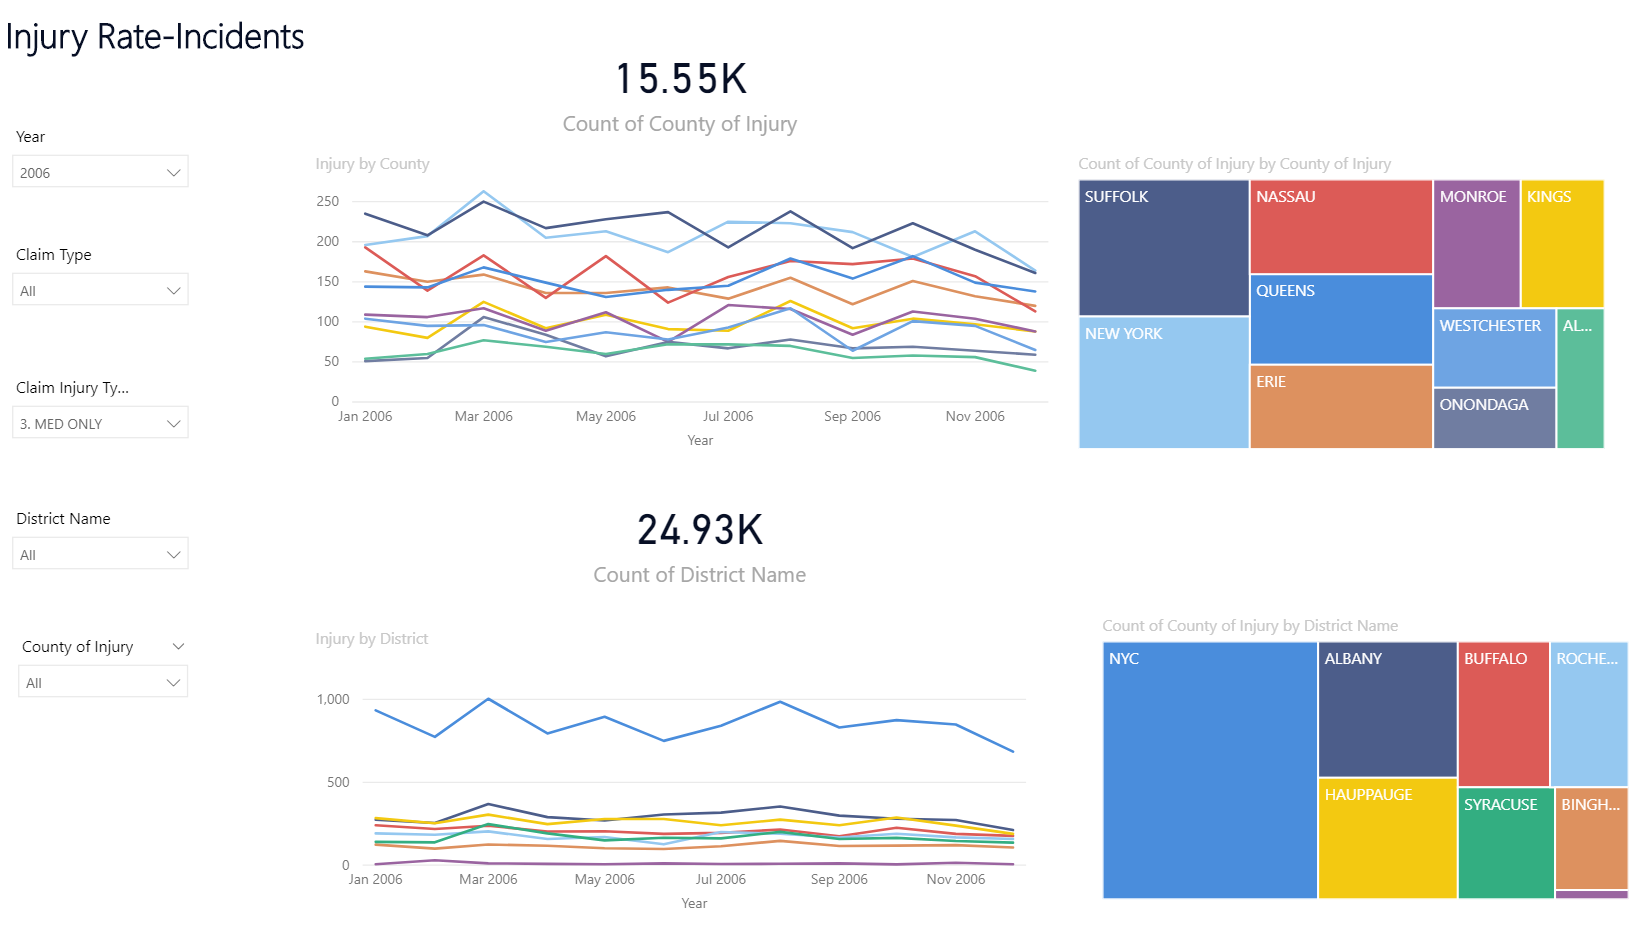 Injury Rate-Incidents
15.55K
Count of County of Injury
Year
2006
Claim Type
All
Claim Injury Ty...
3. MED ONLY
District Name
All
County of Injury
All
Injury by County
250
200
150
100
50
0
Jan 2006 Mar 2006 May 2006 Jul 2006 Sep 2006 Nov 2006
Year
Count of County of Injury by County of Injury
SUFFOLK NASSAU MONROE KINGS
QUEENS
NEW YORK WESTCHESTER AL...
ERIE
ONONDAGA
24.93K
Count of District Name
Injury by District
1,000
500
0
Jan 2006 Mar 2006 May 2006 Jul 2006 Sep 2006 Nov 2006
Year
Count of County of Injury by District Name
NYC ALBANY BUFFALO ROCHE...
HAUPPAUGE SYRACUSE BINGH...